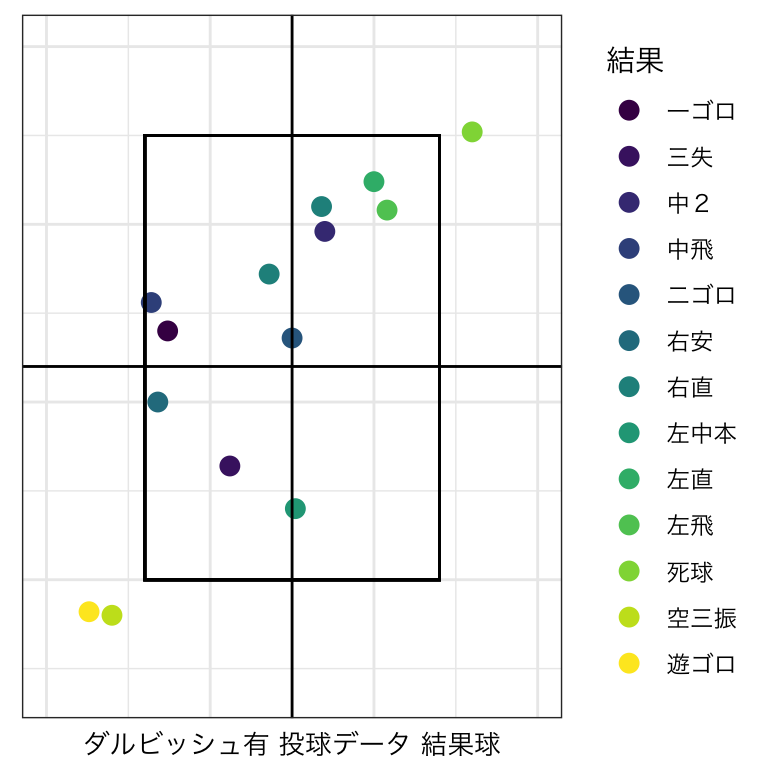 結果
一ゴロ
三失
中２
中飛
二ゴロ
右安
右直
左中本
左直
左飛
死球
空三振
遊ゴロ
ダルビッシュ有 投球データ 結果球